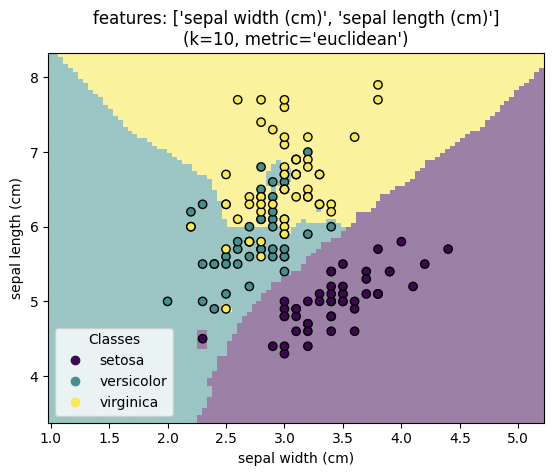 features: ['sepal width (cm)', 'sepal length (cm)']
(k=10, metric='euclidean')
sepal length (cm)
8
7
6
5
4
Classes
setosa
versicolor
virginica
1.0 1.5 2.0 2.5 3.0 3.5 4.0 4.5 5.0
sepal width (cm)